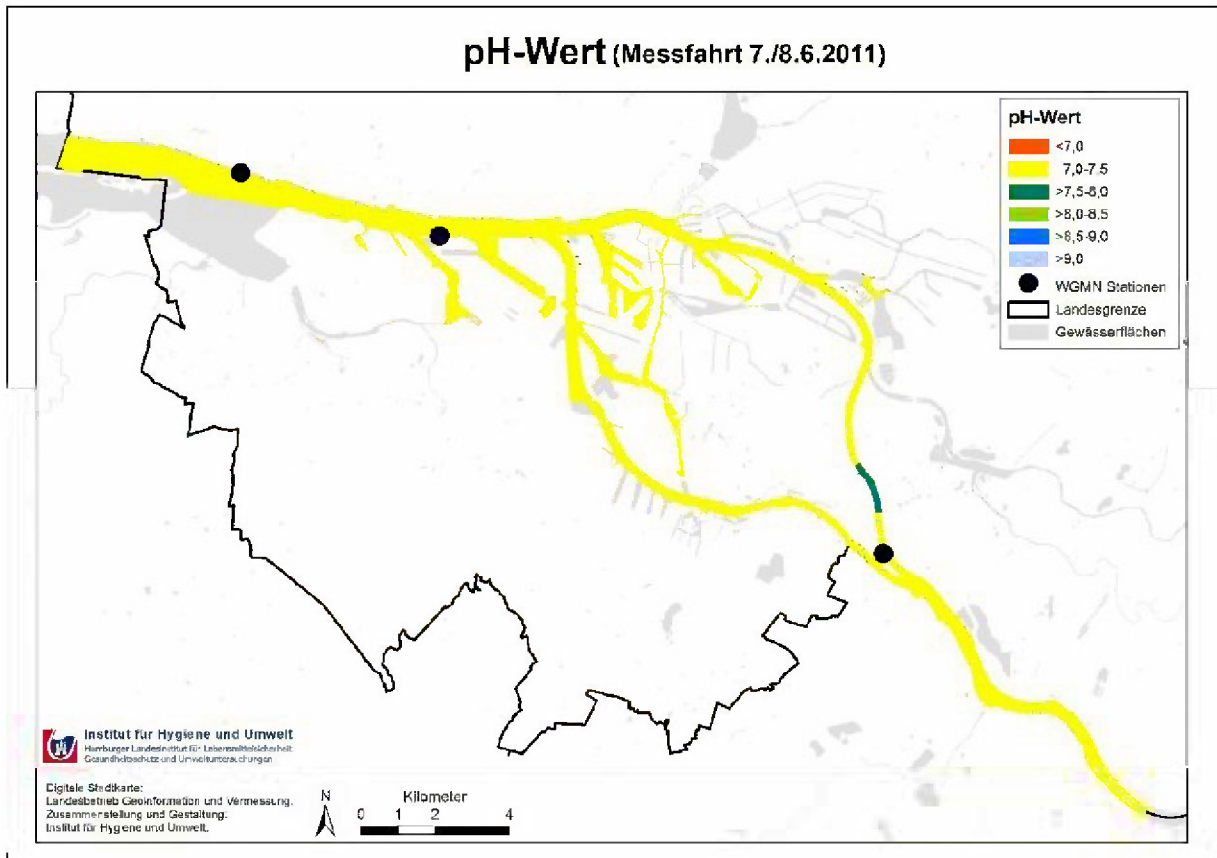 pH-Wert (Messfahrt 7./8.6.2011)
pH-Wert
<7,0
7,0-7,5
>7,5-8,0
>8,0-8,5
>8,5-9,0
>9,0
WGMN Stationen
Landesgrenze
Gewässerflächen
Institut für Hygiene und Umwelt
Hamburger Landesinstitut für Lebensmittelsicherheit
Gesundheitsschutz und Umweltuntersuchungen
Digitale Stadtkarte:
Landesbetrieb Geoinformation und Vermessung.
Zusammenstellung und Gestaltung:
Institut für Hygiene und Umwelt.
N
Kilometer
0 1 2 4